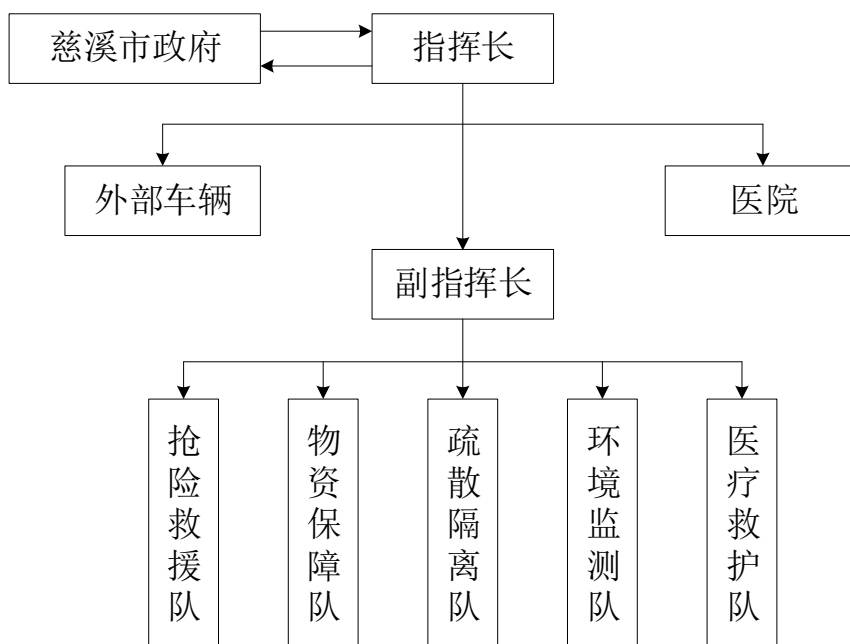 慈溪市政府
指挥长
外部车辆
医院
副指挥长
抢险救援队
物资保障队
疏散隔离队
环境监测队
医疗救护队